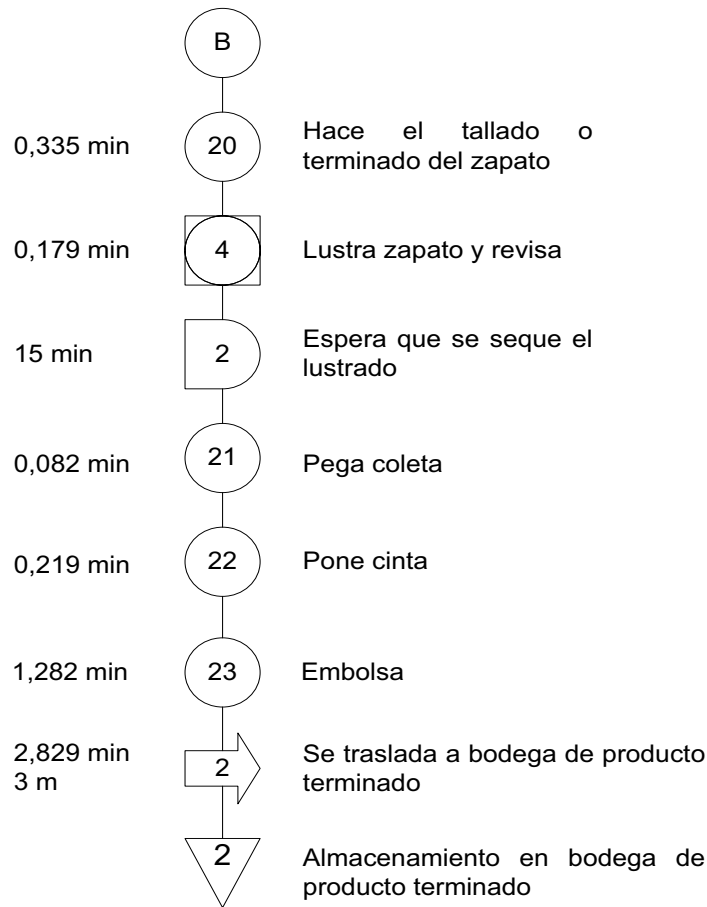 B
0,335 min
20
Hace el tallado o
terminado del zapato
0,179 min
4
Lustra zapato y revisa
15 min
2
Espera que se seque el
lustrado
0,082 min
21
Pega coleta
0,219 min
22
Pone cinta
1,282 min
23
Embolsa
2,829 min
3 m
2
Se traslada a bodega de producto
terminado
2
Almacenamiento en bodega de
producto terminado